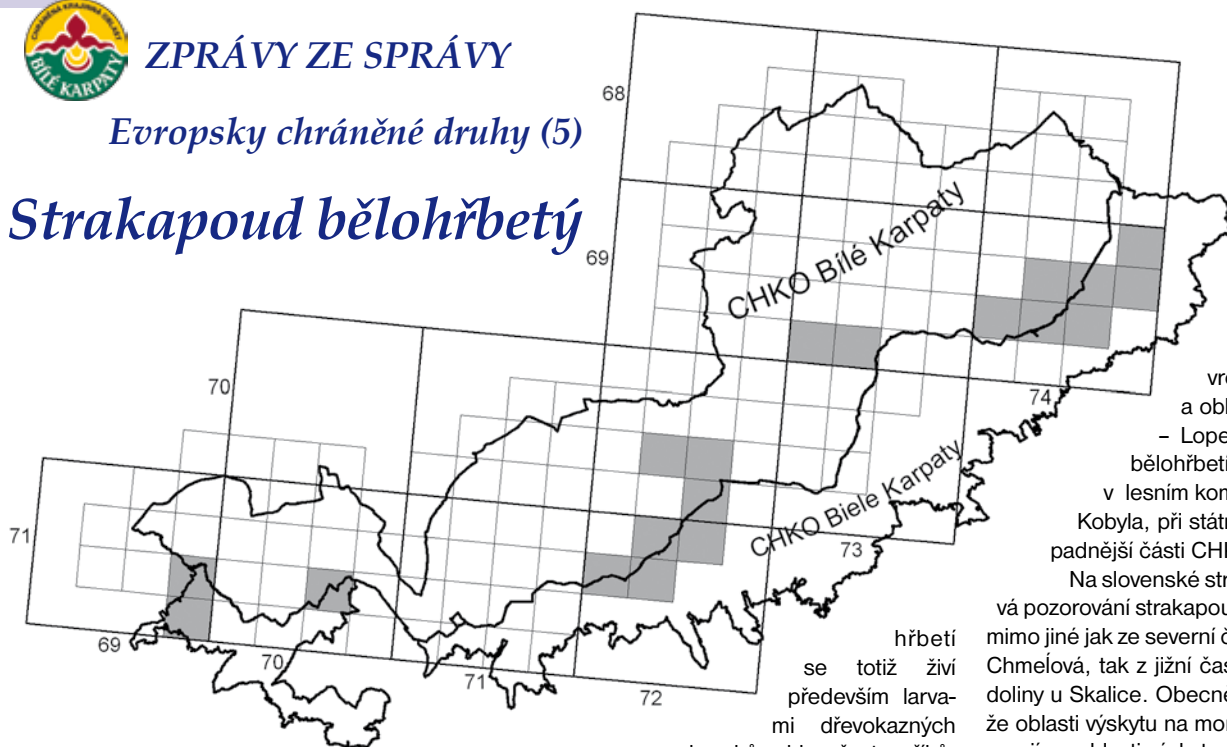 CHRÁNĚNÁ KRAJINNÁ OBLAST
BÍLÉ KARPATY
ZPRÁVY ZE SPRÁVY
Evropsky chráněné druhy (5)
Strakapoud bělohřbetý
68
69
70
71
CHKO Bílé Karpaty
CHKO Biele Karpaty
74
73
72
71
70
69
hřbetí
se totiž živí
především larva-
mi dřevokazných
a obl
– Lope
bělohřbetí
v lesním kom
Kobyla, při státn
padnější části CHK
Na slovenské str
vá pozorování strakapou
mimo jiné jak ze severní č
Chmeľová, tak z jižní čas
doliny u Skalice. Obecně
že oblasti výskytu na mor